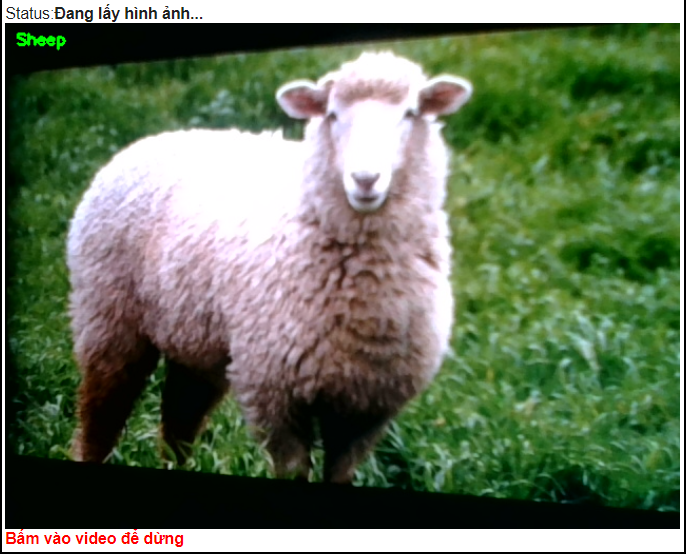 Status:Đang lấy hình ảnh...
Sheep
Bấm vào video để dừng